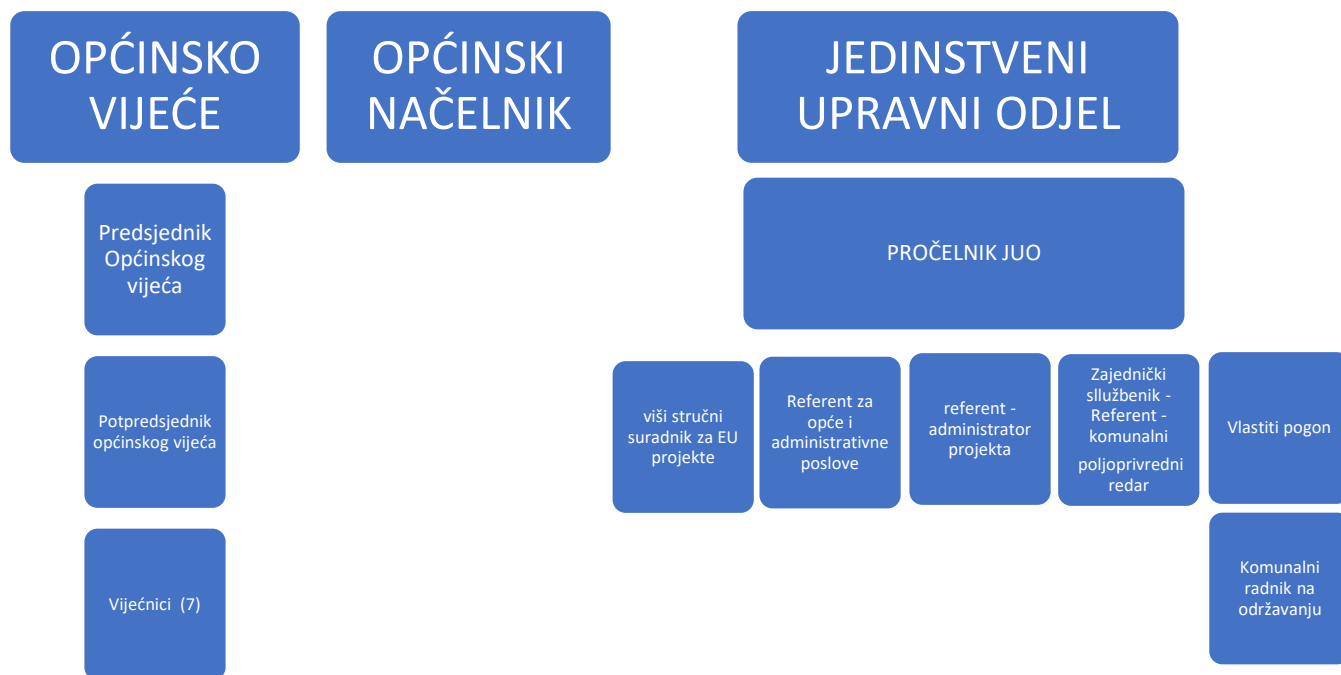 OPĆINSKO
VIJEĆE
OPĆINSKI
NAČELNIK
JEDINSTVENI
UPRAVNI ODJEL
Predsjednik
Općinskog
vijeća
PROČELNIK JUO
Potpredsjednik
općinskog vijeća
viši stručni
suradnik za EU
projekte
Referent za
opće i
administrativne
poslove
referent -
administrator
projekta
Zajednički
sllužbenik -
Referent -
komunalni
poljoprivredni
redar
Vlastiti pogon
Vijećnici (7)
Komunalni
radnik na
održavanju